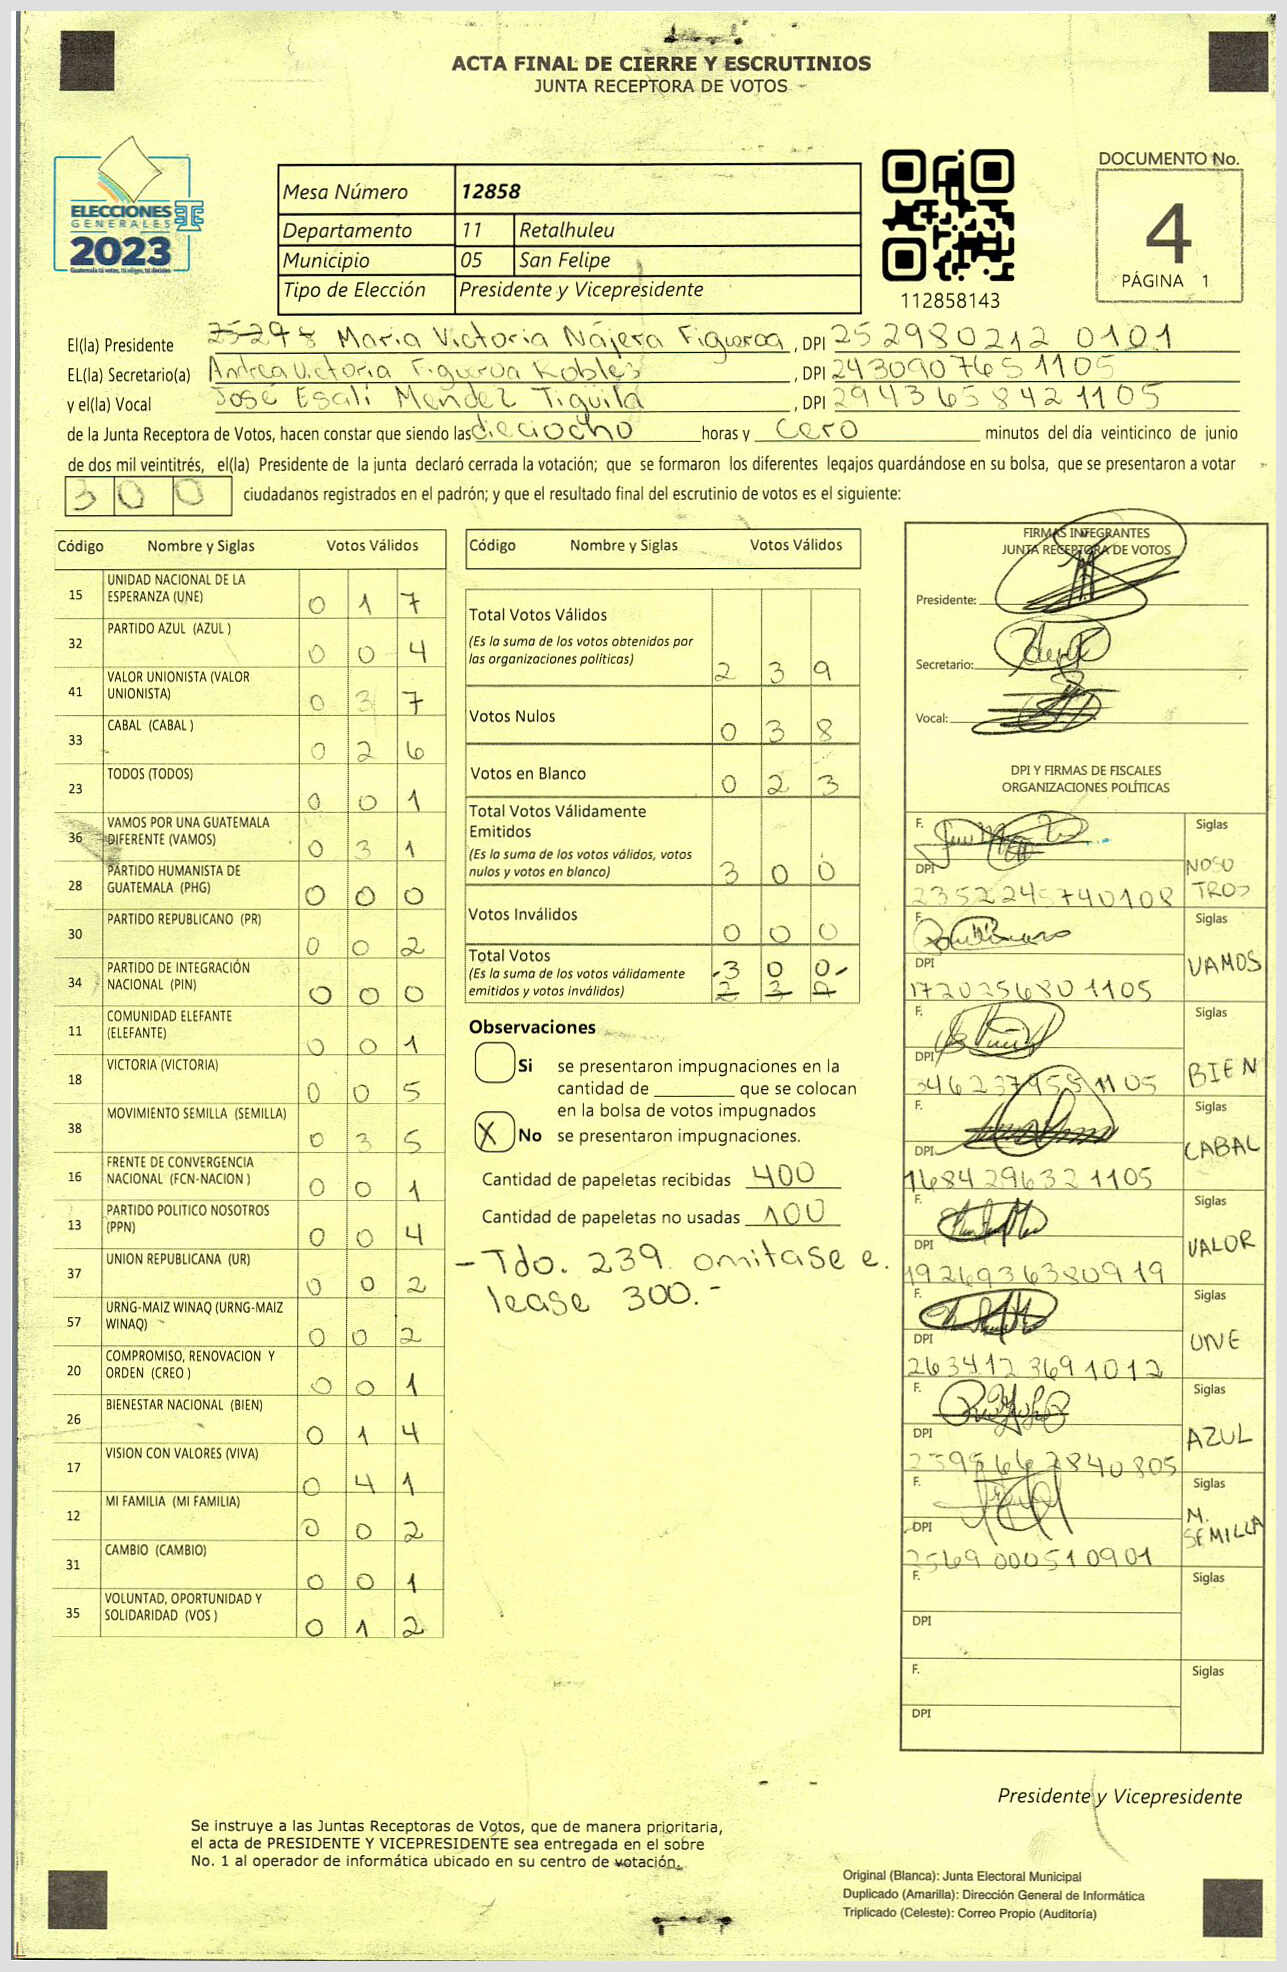 ACTA FINAL DE CIERRE Y ESCRUTINIOS
JUNTA RECEPTORA DE VOTOS
ELECCIONES
GENERALES
2023
Guatemala tú votas, tú eliges, tú decides
Mesa Número 12858
Departamento 11 Retalhuleu
Municipio 05 San Felipe
Tipo de Elección Presidente y Vicepresidente
112858143
DOCUMENTO No.
4
PÁGINA 1
El(la) Presidente Maria Victoria Nájera Figueroa, DPI 252980212 0101
EL(la) Secretario(a) Andrea Victoria Figueroa Robles, DPI 2430907651105
y el(la) Vocal José Esalí Mendez Tiquila, DPI 2943658421105
de la Junta Receptora de Votos, hacen constar que siendo las dieciocho horas y cero minutos del día veinticinco de junio
de dos mil veintitrés, el(la) Presidente de la junta declaró cerrada la votación; que se formaron los diferentes legajos guardándose en su bolsa, que se presentaron a votar
300 ciudadanos registrados en el padrón; y que el resultado final del escrutinio de votos es el siguiente:
Código Nombre y Siglas Votos Válidos
15 UNIDAD NACIONAL DE LA ESPERANZA (UNE) 0 1 7
32 PARTIDO AZUL (AZUL ) 0 0 4
41 VALOR UNIONISTA (VALOR UNIONISTA) 0 3 7
33 CABAL (CABAL ) 0 2 6
23 TODOS (TODOS) 0 0 1
36 VAMOS POR UNA GUATEMALA DIFERENTE (VAMOS) 0 3 1
28 PARTIDO HUMANISTA DE GUATEMALA (PHG) 0 0 0
30 PARTIDO REPUBLICANO (PR) 0 0 2
34 PARTIDO DE INTEGRACIÓN NACIONAL (PIN) 0 0 0
11 COMUNIDAD ELEFANTE (ELEFANTE) 0 0 1
18 VICTORIA (VICTORIA) 0 0 5
38 MOVIMIENTO SEMILLA (SEMILLA) 0 3 5
16 FRENTE DE CONVERGENCIA NACIONAL (FCN-NACION ) 0 0 1
13 PARTIDO POLITICO NOSOTROS (PPN) 0 0 4
37 UNION REPUBLICANA (UR) 0 0 2
57 URNG-MAIZ WINAQ (URNG-MAIZ WINAQ) 0 0 2
20 COMPROMISO, RENOVACION Y ORDEN (CREO ) 0 0 1
26 BIENESTAR NACIONAL (BIEN) 0 1 4
17 VISION CON VALORES (VIVA) 0 4 1
12 MI FAMILIA (MI FAMILIA) 0 0 2
31 CAMBIO (CAMBIO) 0 0 1
35 VOLUNTAD, OPORTUNIDAD Y SOLIDARIDAD (VOS ) 0 1 2
Código Nombre y Siglas Votos Válidos
Total Votos Válidos
(Es la suma de los votos obtenidos por
las organizaciones políticas) 2 3 9
Votos Nulos 0 3 8
Votos en Blanco 0 2 3
Total Votos Válidamente
Emitidos
(Es la suma de los votos válidos, votos
nulos y votos en blanco) 3 0 0
Votos Inválidos 0 0 0
Total Votos
(Es la suma de los votos válidamente
emitidos y votos inválidos) -3 0 0-
2 3 9
Observaciones
Si se presentaron impugnaciones en la
cantidad de ________ que se colocan
en la bolsa de votos impugnados
X No se presentaron impugnaciones.
Cantidad de papeletas recibidas 400
Cantidad de papeletas no usadas 100
- Tdo. 239. omitase e.
lease 300.-
FIRMAS INTEGRANTES
JUNTA RECEPTORA DE VOTOS
Presidente:
Secretario:
Vocal:
DPI Y FIRMAS DE FISCALES
ORGANIZACIONES POLÍTICAS
F. Siglas
DPI NOSO
2352245740108 TROS
F. Siglas
DPI VAMOS
1720256801105
F. Siglas
DPI BIEN
F. Siglas
DPI CABAL
1684296321105
F. Siglas
DPI VALOR
1926936380919
F. Siglas
DPI UNE
2634123691012
F. Siglas
DPI AZUL
F. Siglas
DPI M.
SEMILLA
2569000510901
F. Siglas
DPI
F. Siglas
DPI
Presidente y Vicepresidente
Se instruye a las Juntas Receptoras de Votos, que de manera prioritaria,
el acta de PRESIDENTE Y VICEPRESIDENTE sea entregada en el sobre
No. 1 al operador de informática ubicado en su centro de votación.
Original (Blanca): Junta Electoral Municipal
Duplicado (Amarilla): Dirección General de Informática
Triplicado (Celeste): Correo Propio (Auditoría)